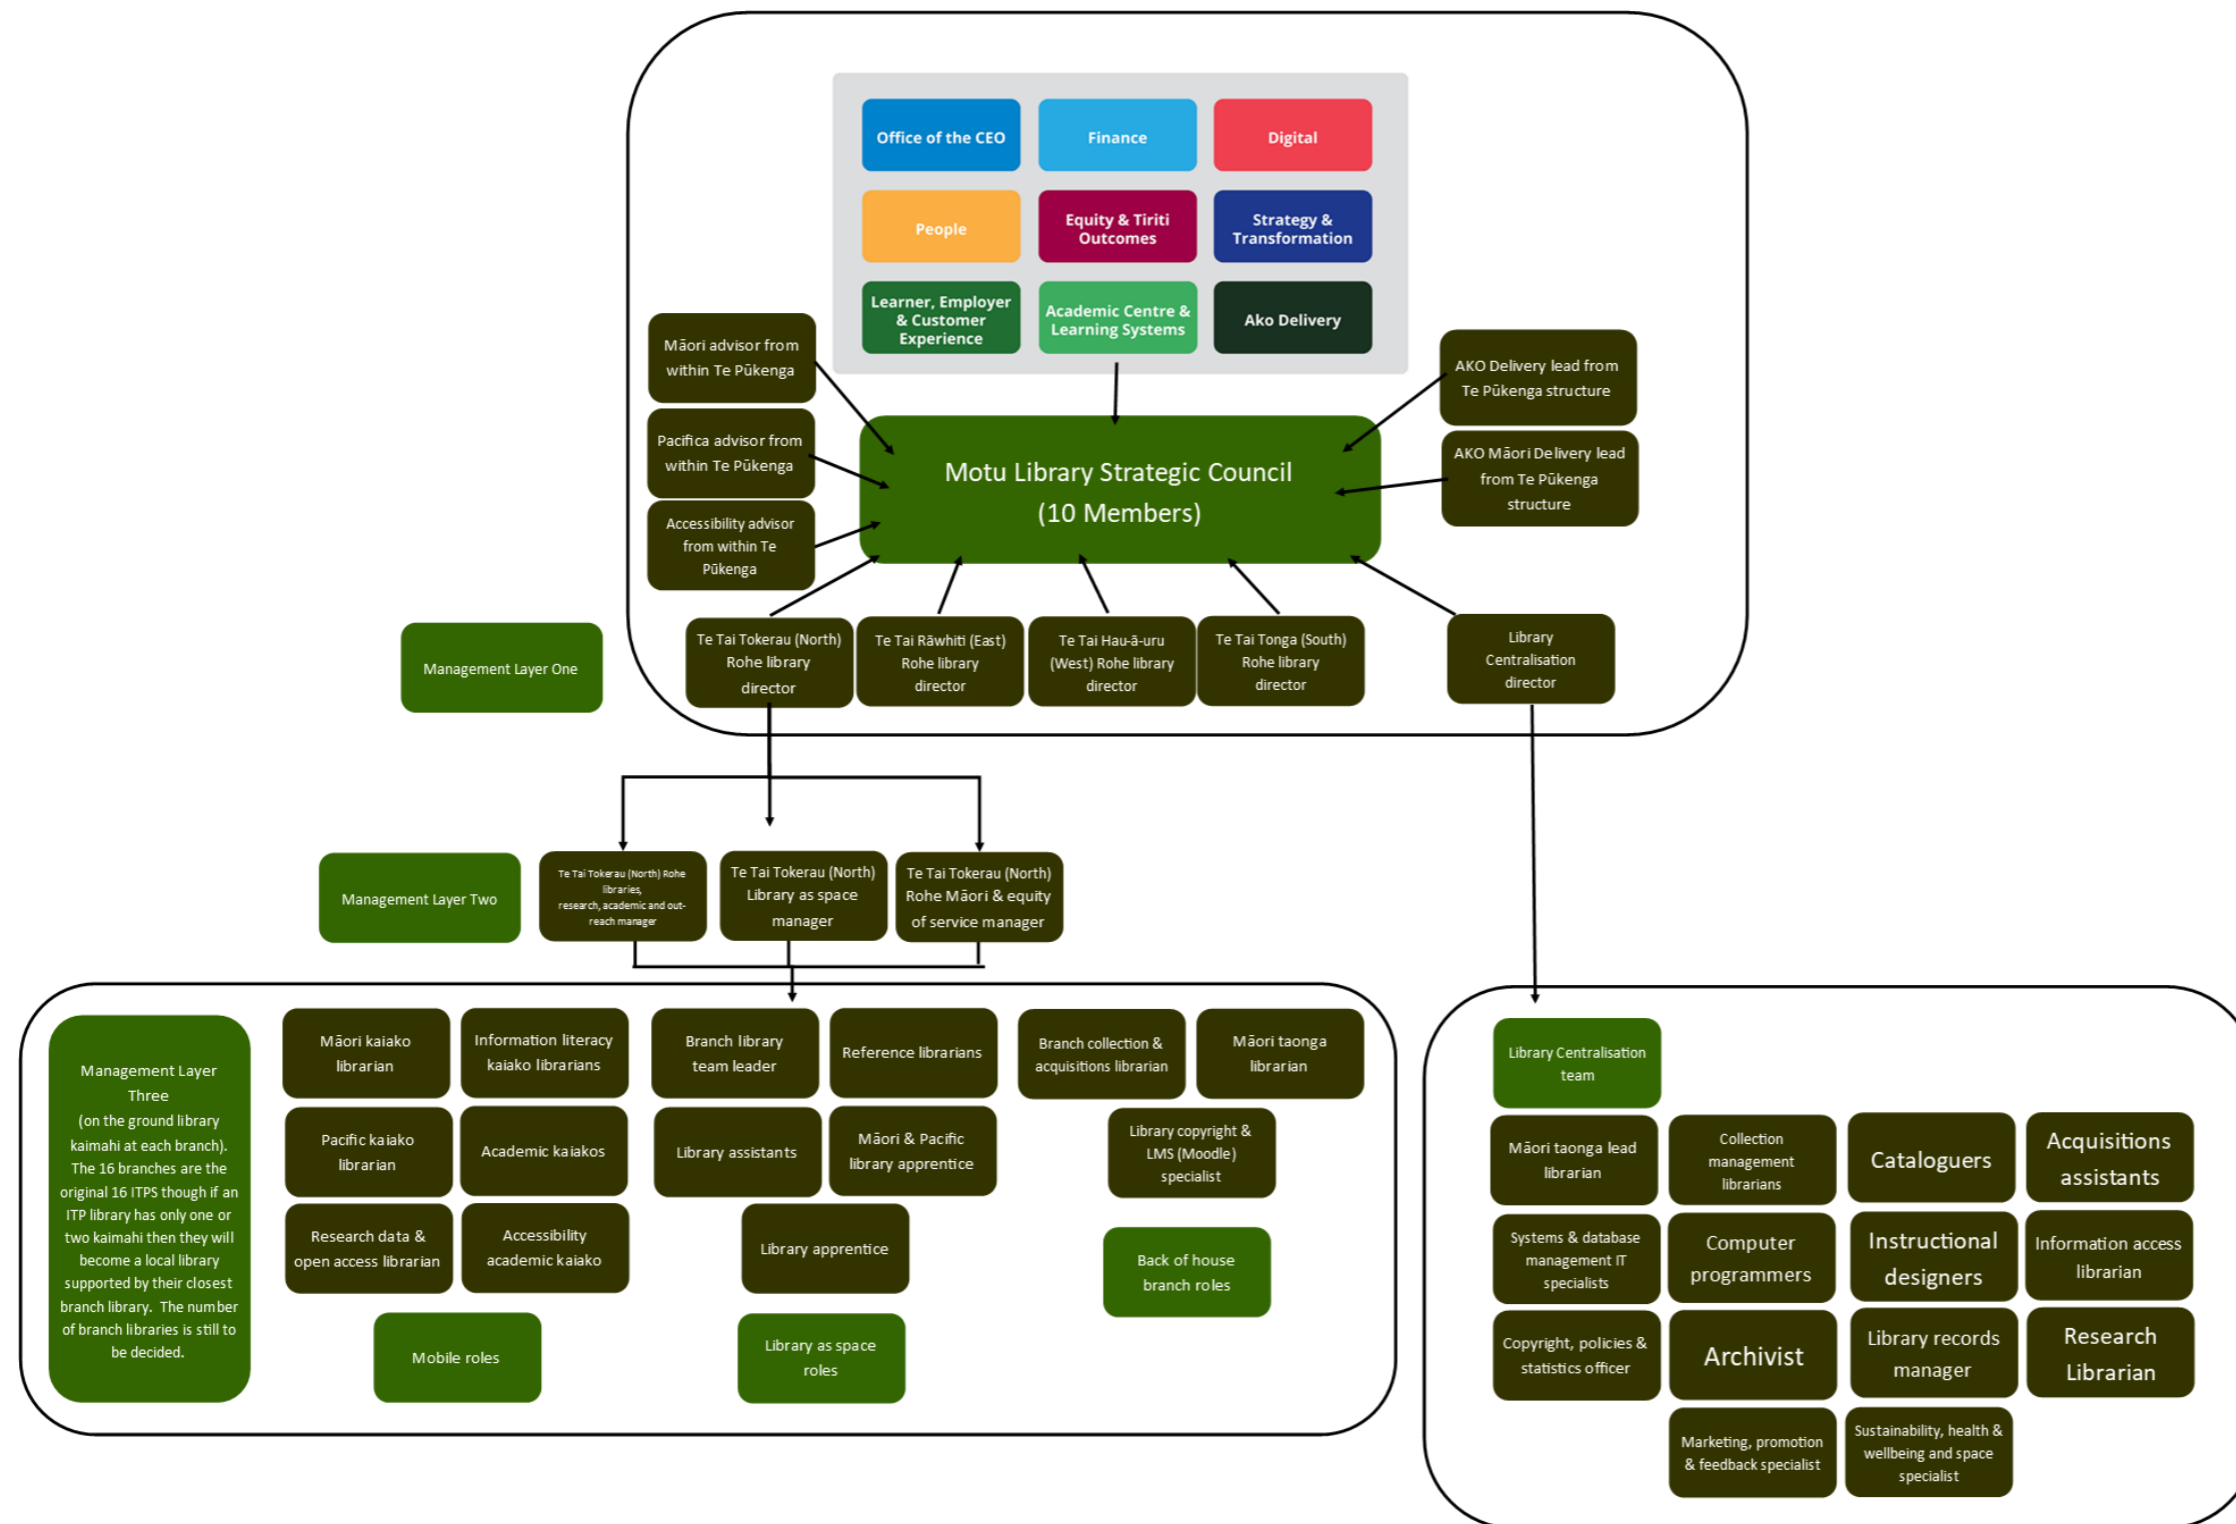 Office of the CEO
Finance
Digital
People
Equity & Tiriti
Outcomes
Strategy &
Transformation
Learner, Employer
& Customer
Experience
Academic Centre &
Learning Systems
Ako Delivery
Māori advisor from
within Te Pūkenga
Pacifica advisor from
within Te Pūkenga
Accessibility advisor
from within Te
Pūkenga
Motu Library Strategic Council
(10 Members)
AKO Delivery lead from
Te Pūkenga structure
AKO Māori Delivery lead
from Te Pūkenga
structure
Management Layer One
Te Tai Tokerau (North)
Rohe library
director
Te Tai Rāwhiti (East)
Rohe library
director
Te Tai Hau-ā-uru
(West) Rohe library
director
Te Tai Tonga (South)
Rohe library
director
Library
Centralisation
director
Management Layer Two
Te Tai Tokerau (North) Rohe
libraries,
research, academic and out-
reach manager
Te Tai Tokerau (North)
Library as space
manager
Te Tai Tokerau (North)
Rohe Māori & equity
of service manager
Management Layer
Three
(on the ground library
kaimahi at each branch).
The 16 branches are the
original 16 ITPS though if an
ITP library has only one or
two kaimahi then they will
become a local library
supported by their closest
branch library. The number
of branch libraries is still to
be decided.
Māori kaiako
librarian
Information literacy
kaiako librarians
Pacific kaiako
librarian
Academic kaiakos
Research data &
open access librarian
Accessibility
academic kaiako
Mobile roles
Branch library
team leader
Reference librarians
Library assistants
Māori & Pacific
library apprentice
Library apprentice
Library as space
roles
Branch collection &
acquisitions librarian
Māori taonga
librarian
Library copyright &
LMS (Moodle)
specialist
Back of house
branch roles
Library Centralisation
team
Māori taonga lead
librarian
Collection
management
librarians
Cataloguers
Acquisitions
assistants
Systems & database
management IT
specialists
Computer
programmers
Instructional
designers
Information access
librarian
Copyright, policies &
statistics officer
Archivist
Library records
manager
Research
Librarian
Marketing, promotion
& feedback specialist
Sustainability, health &
wellbeing and space
specialist